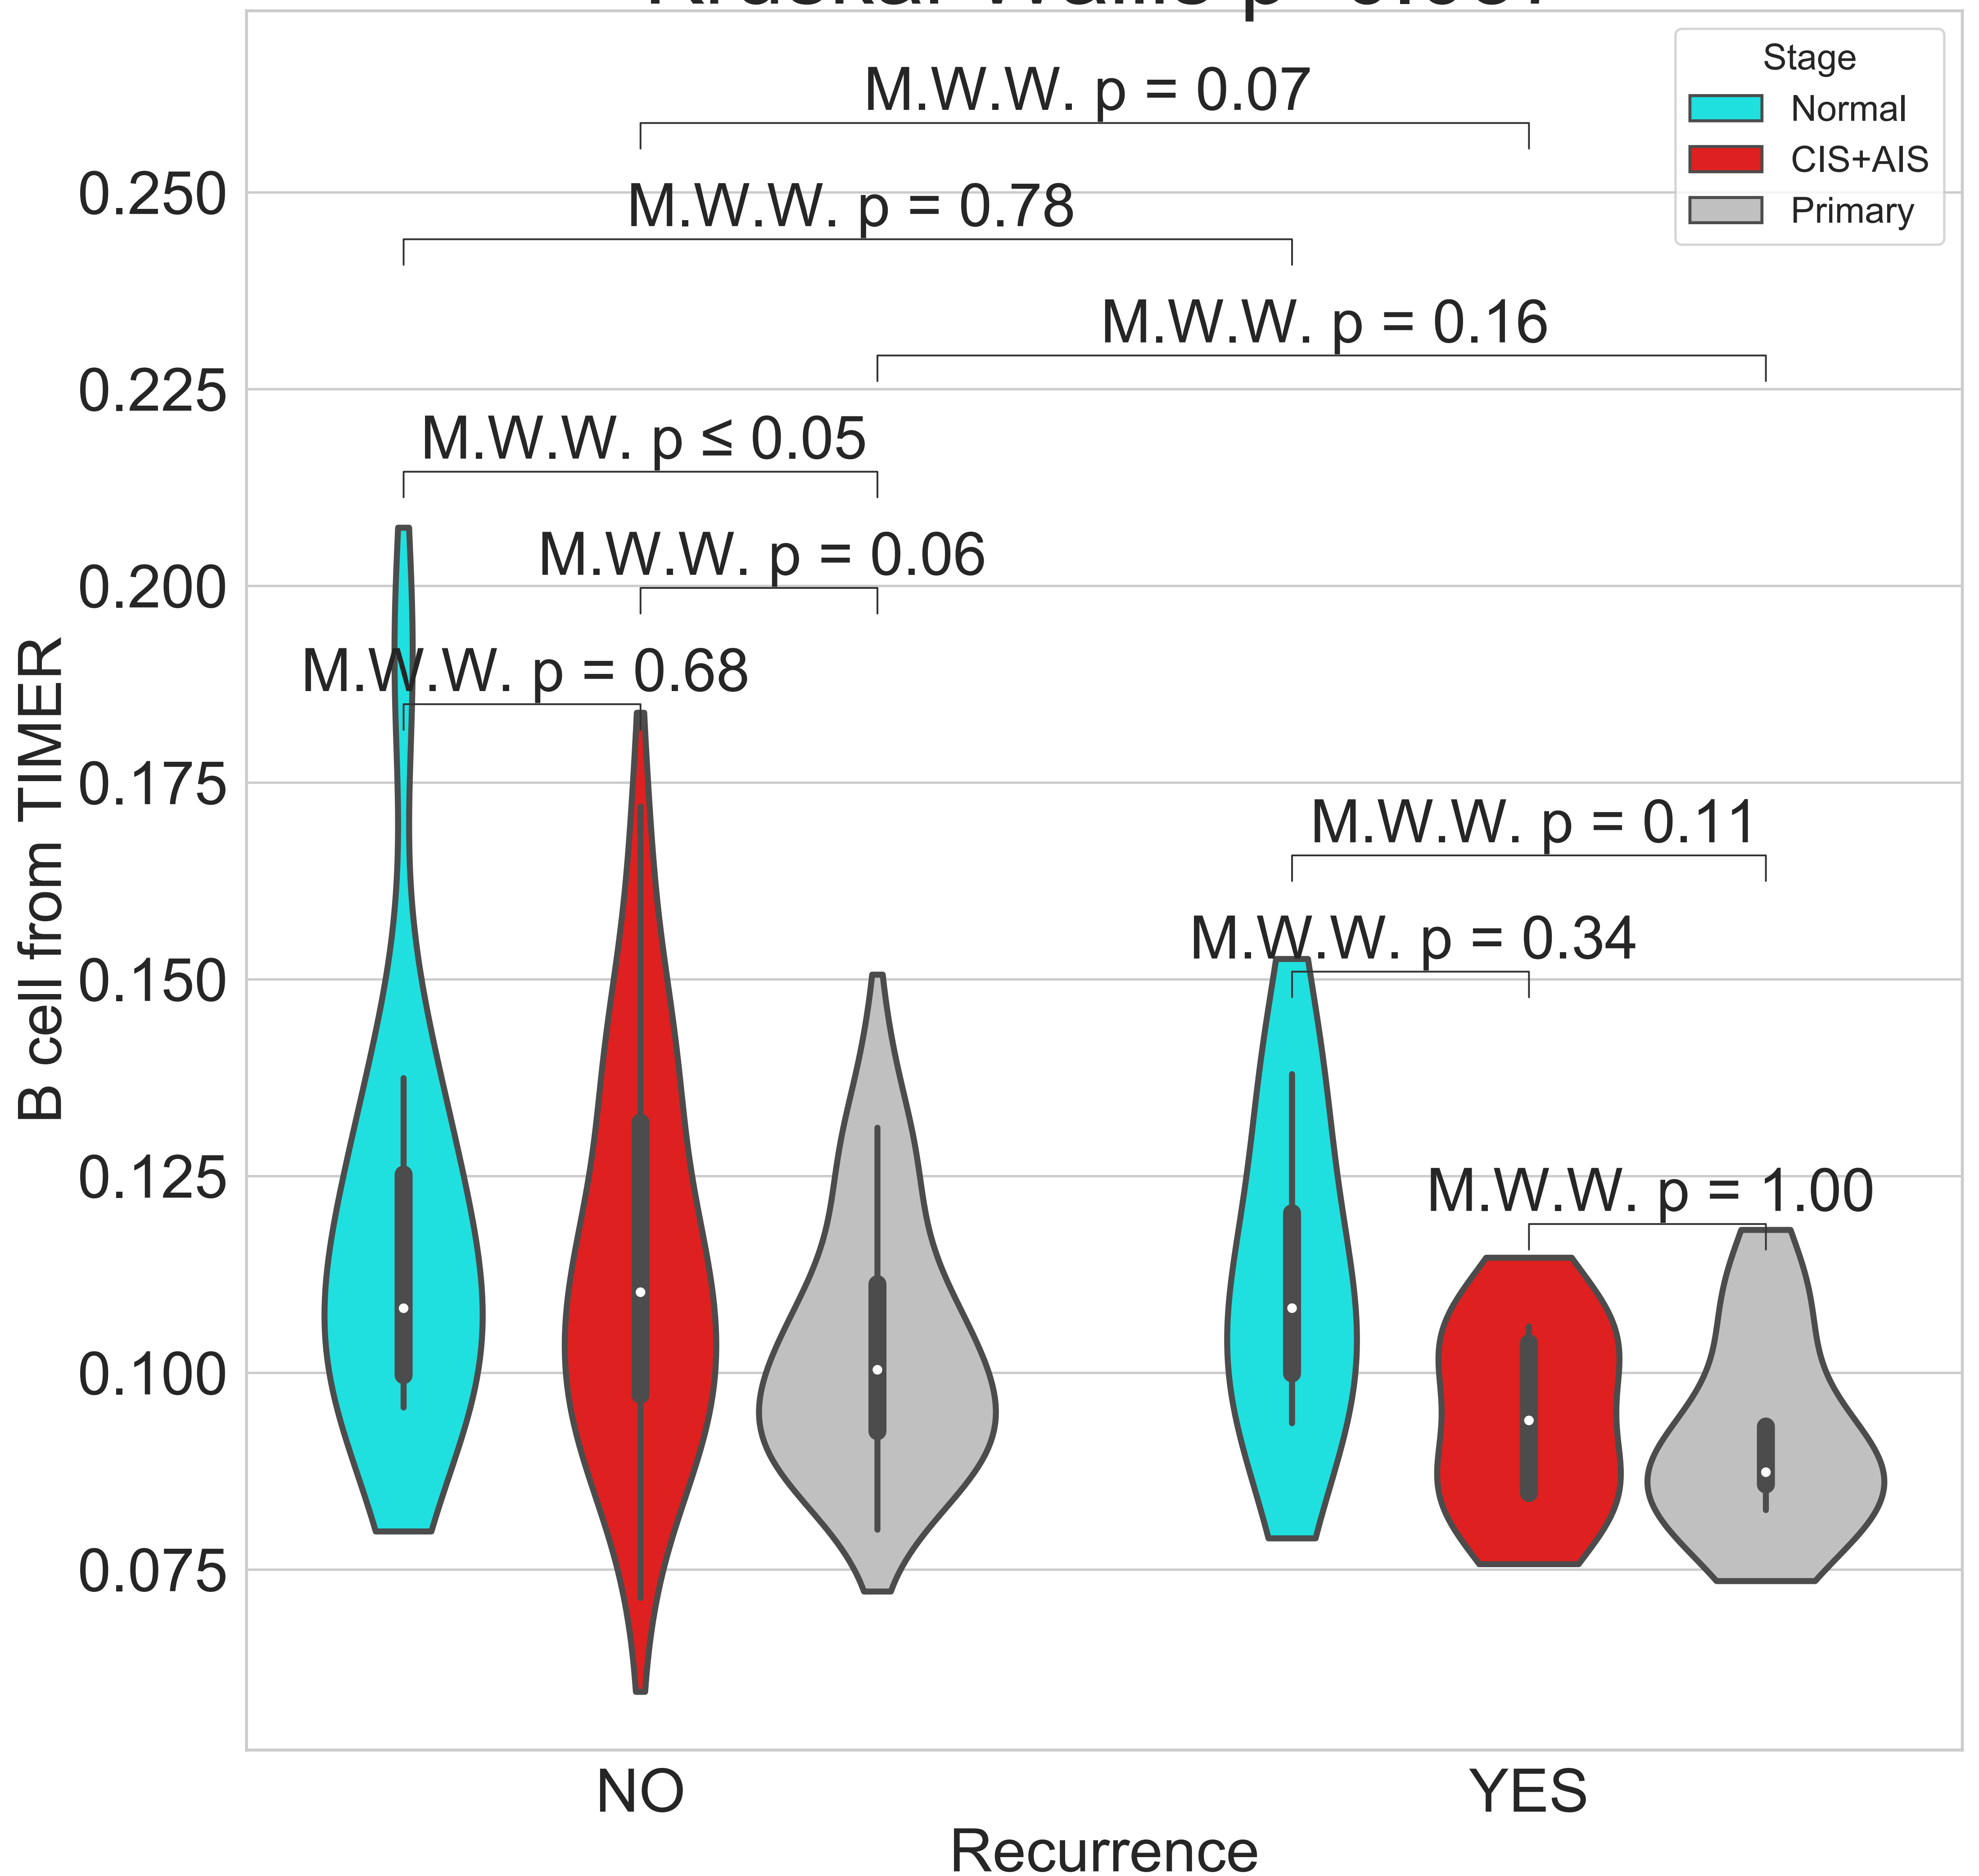 Stage
Normal
CIS+AIS
Primary
M.W.W. p = 0.07
M.W.W. p = 0.78
M.W.W. p = 0.16
M.W.W. p ≤ 0.05
M.W.W. p = 0.06
M.W.W. p = 0.68
M.W.W. p = 0.11
M.W.W. p = 0.34
M.W.W. p = 1.00
0.250
0.225
0.200
0.175
0.150
0.125
0.100
0.075
B cell from TIMER
NO
YES
Recurrence